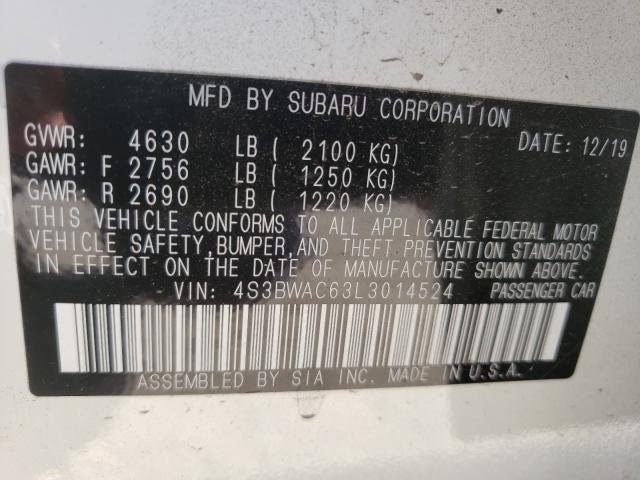 MFD BY SUBARU CORPORATION
GVWR: 4630 LB ( 2100 KG) DATE: 12/19
GAWR: F 2756 LB ( 1250 KG)
GAWR: R 2690 LB ( 1220 KG)
THIS VEHICLE CONFORMS TO ALL APPLICABLE FEDERAL MOTOR
VEHICLE SAFETY,BUMPER,AND THEFT PREVENTION STANDARDS
IN EFFECT ON THE DATE OF MANUFACTURE SHOWN ABOVE.
VIN: 4S3BWAC63L3014524 PASSENGER CAR
ASSEMBLED BY SIA INC. MADE IN U.S.A.